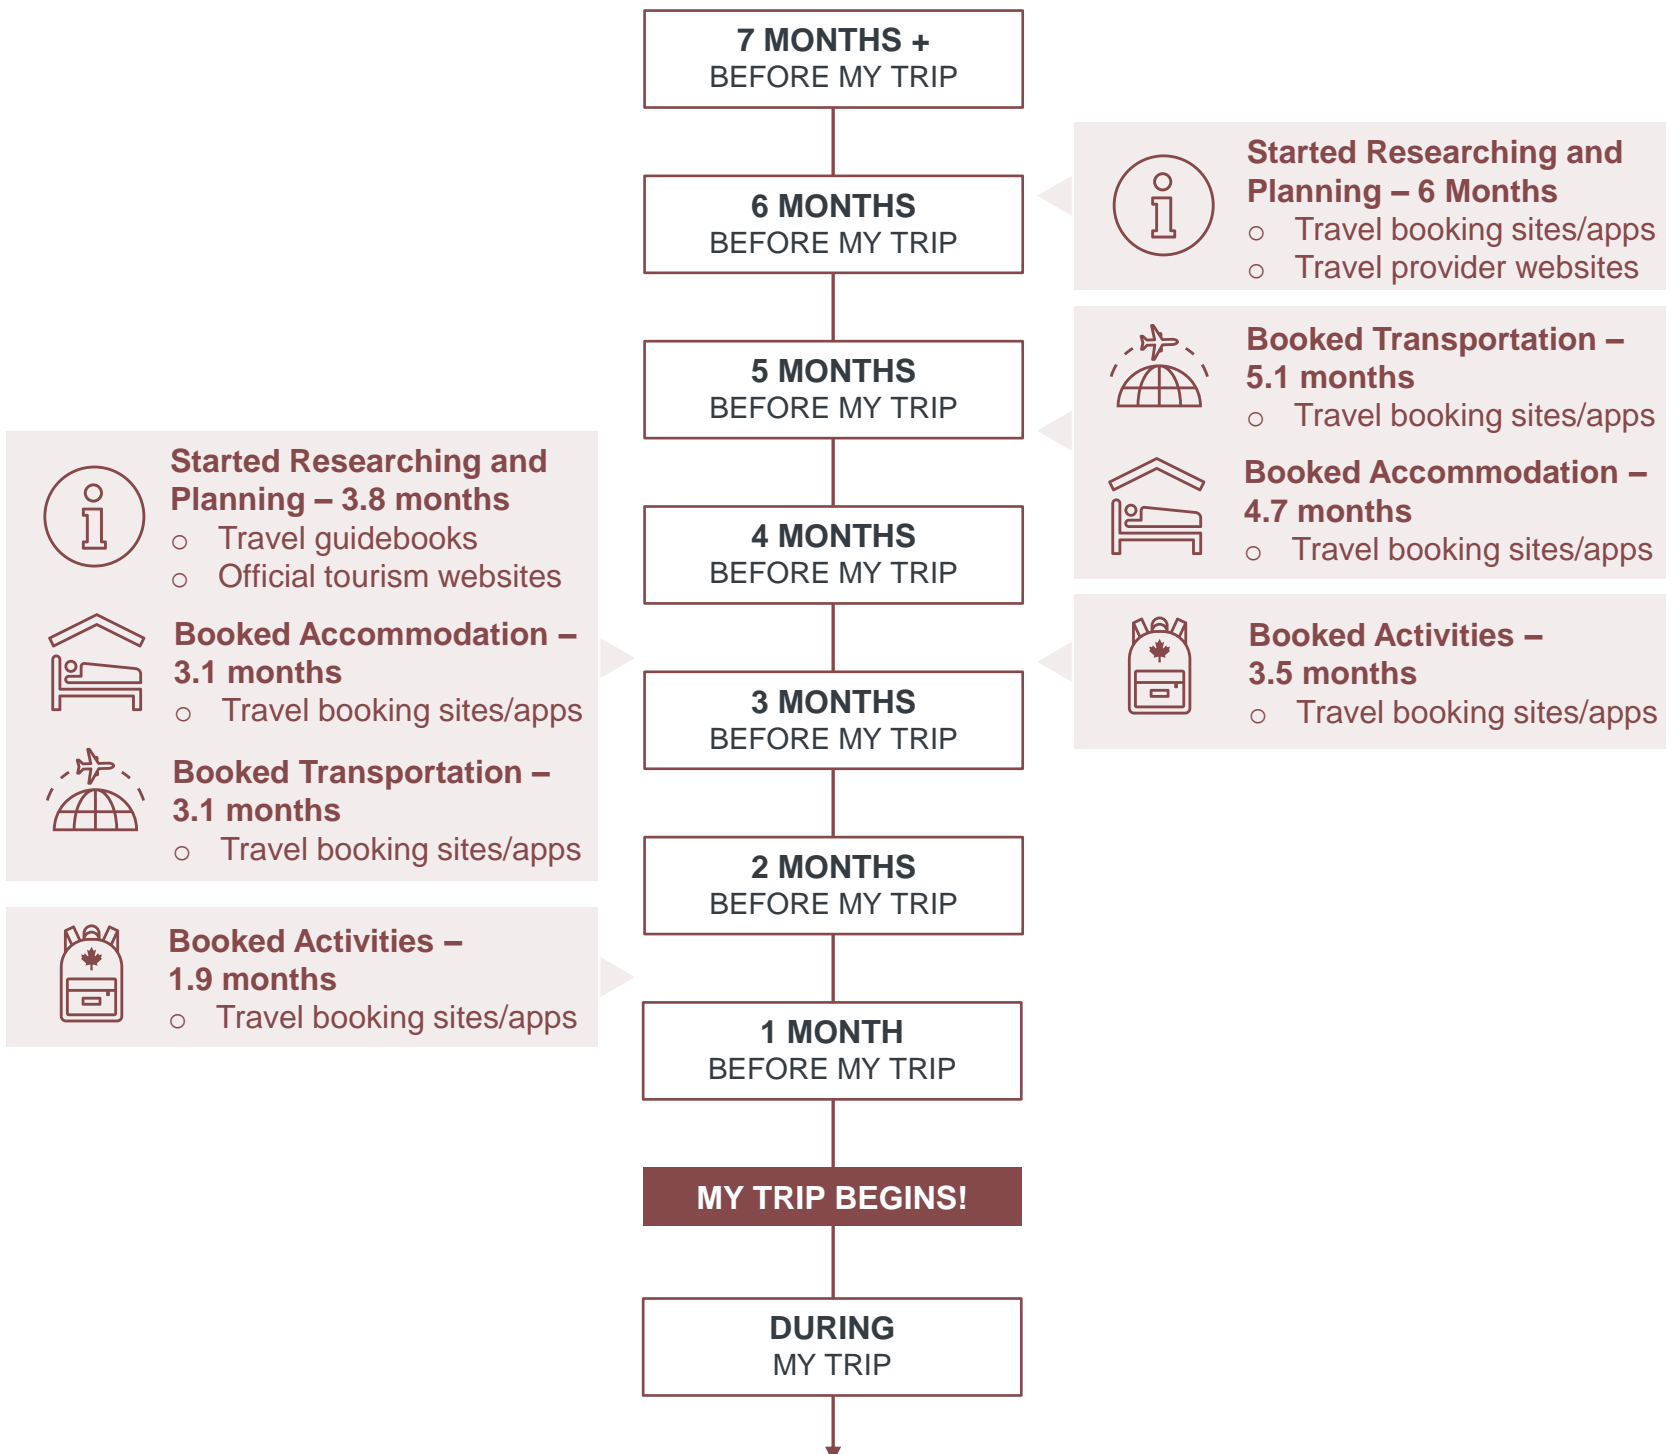 7 MONTHS +
BEFORE MY TRIP
6 MONTHS
BEFORE MY TRIP
5 MONTHS
BEFORE MY TRIP
4 MONTHS
BEFORE MY TRIP
3 MONTHS
BEFORE MY TRIP
2 MONTHS
BEFORE MY TRIP
1 MONTH
BEFORE MY TRIP
MY TRIP BEGINS!
DURING
MY TRIP
Started Researching and
Planning – 3.8 months
o Travel guidebooks
o Official tourism websites
Booked Accommodation –
3.1 months
o Travel booking sites/apps
Booked Transportation –
3.1 months
o Travel booking sites/apps
Booked Activities –
1.9 months
o Travel booking sites/apps
Started Researching and
Planning – 6 Months
o Travel booking sites/apps
o Travel provider websites
Booked Transportation –
5.1 months
o Travel booking sites/apps
Booked Accommodation –
4.7 months
o Travel booking sites/apps
Booked Activities –
3.5 months
o Travel booking sites/apps